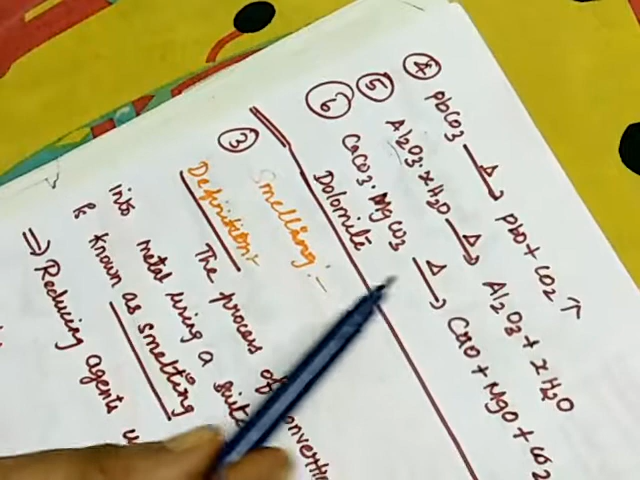 ④ PbCO3 —Δ→ PbO + CO2 ↑
⑤ Al2O3·xH2O —Δ→ Al2O3 + xH2O
⑥ CaCO3·MgCO3 —Δ→ CaO + MgO + CO2
Dolomite
③ Smelting :-
Definition:
The process of converti
into metal using a suit
is known as smelting
⇒ Reducing agents u